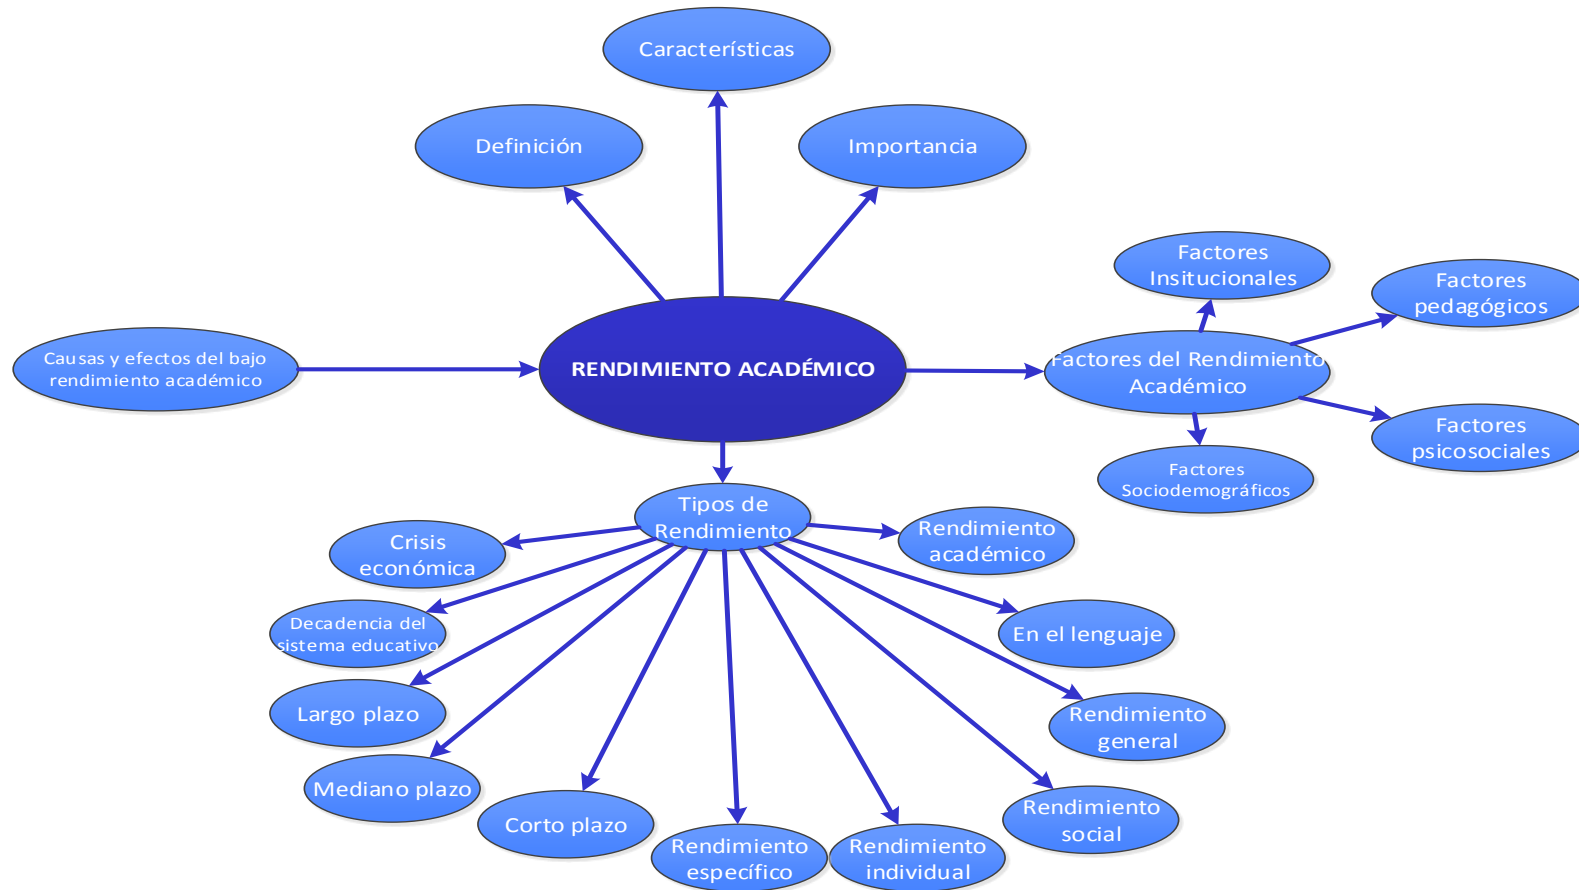 Características
Definición
Importancia
Factores
Insitucionales
Factores
pedagógicos
Causas y efectos del bajo
rendimiento académico
RENDIMIENTO ACADÉMICO
Factores del Rendimiento
Académico
Factores
psicosociales
Factores
Sociodemográficos
Tipos de
Rendimiento
Crisis
económica
Rendimiento
académico
Decadencia del
sistema educativo
En el lenguaje
Largo plazo
Rendimiento
general
Mediano plazo
Corto plazo
Rendimiento
social
Rendimiento
específico
Rendimiento
individual